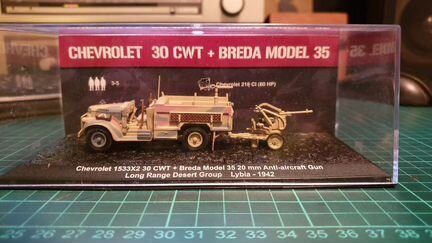 CHEVROLET 30 CWT + BREDA MODEL 35
3-5
Chevrolet 216 CI (80 HP)
Chevrolet 1533X2 30 CWT + Breda Model 35 20 mm Anti-aircraft Gun
Long Range Desert Group Lybia - 1942